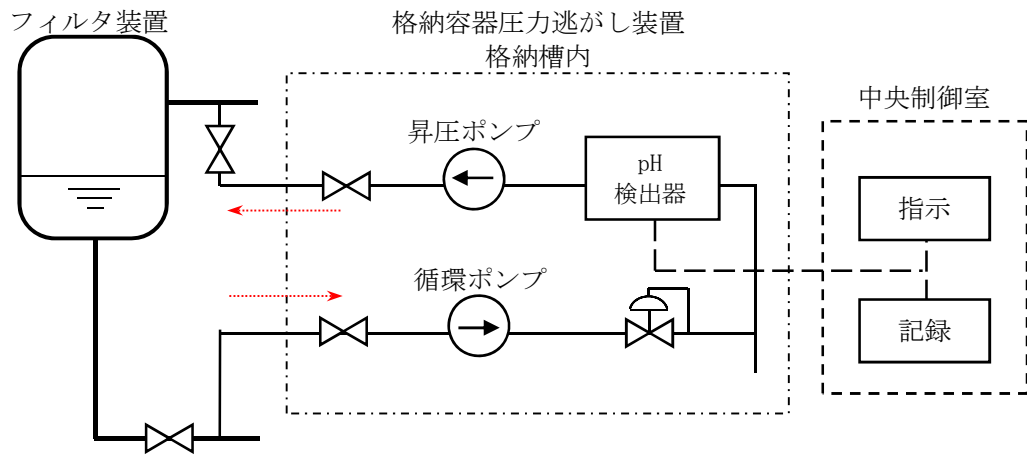 フィルタ装置
格納容器圧力逃がし装置
格納槽内
中央制御室
昇圧ポンプ
pH
検出器
指示
循環ポンプ
記録